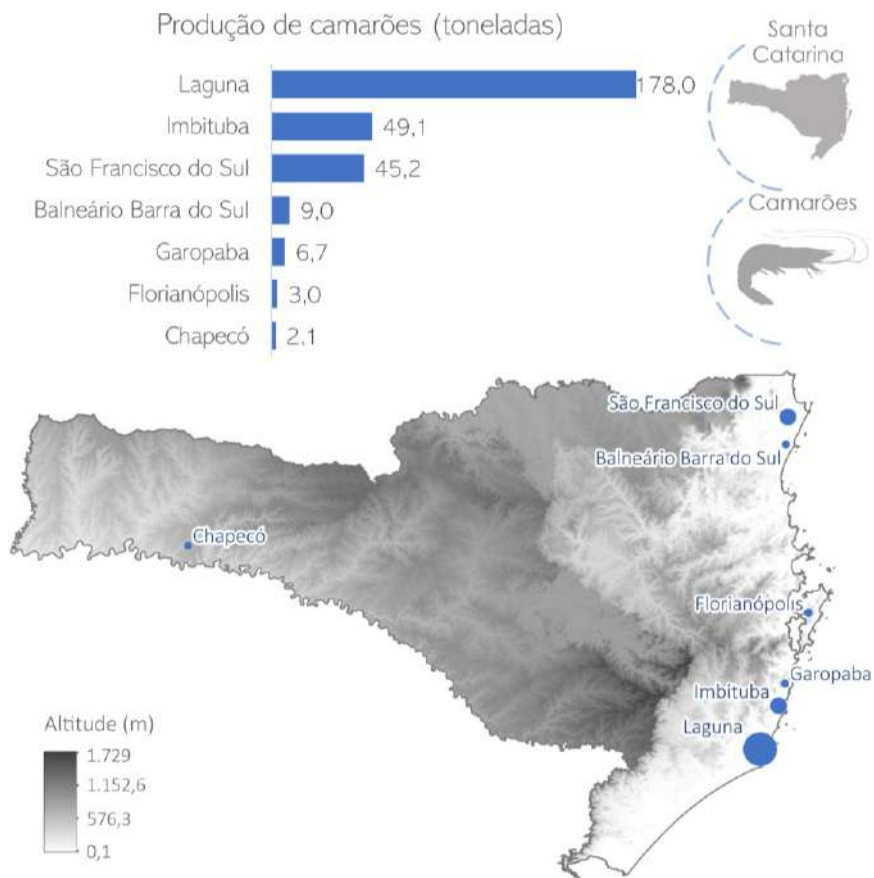 Produção de camarões (toneladas)
Santa
Catarina
Laguna 178,0
Imbituba 49,1
São Francisco do Sul 45,2
Balneário Barra do Sul 9,0
Garopaba 6,7
Florianópolis 3,0
Chapecó 2,1
Camarões
São Francisco do Sul
Balneário Barra do Sul
Chapecó
Florianópolis
Garopaba
Imbituba
Laguna
Altitude (m)
1.729
1.152,6
576,3
0,1